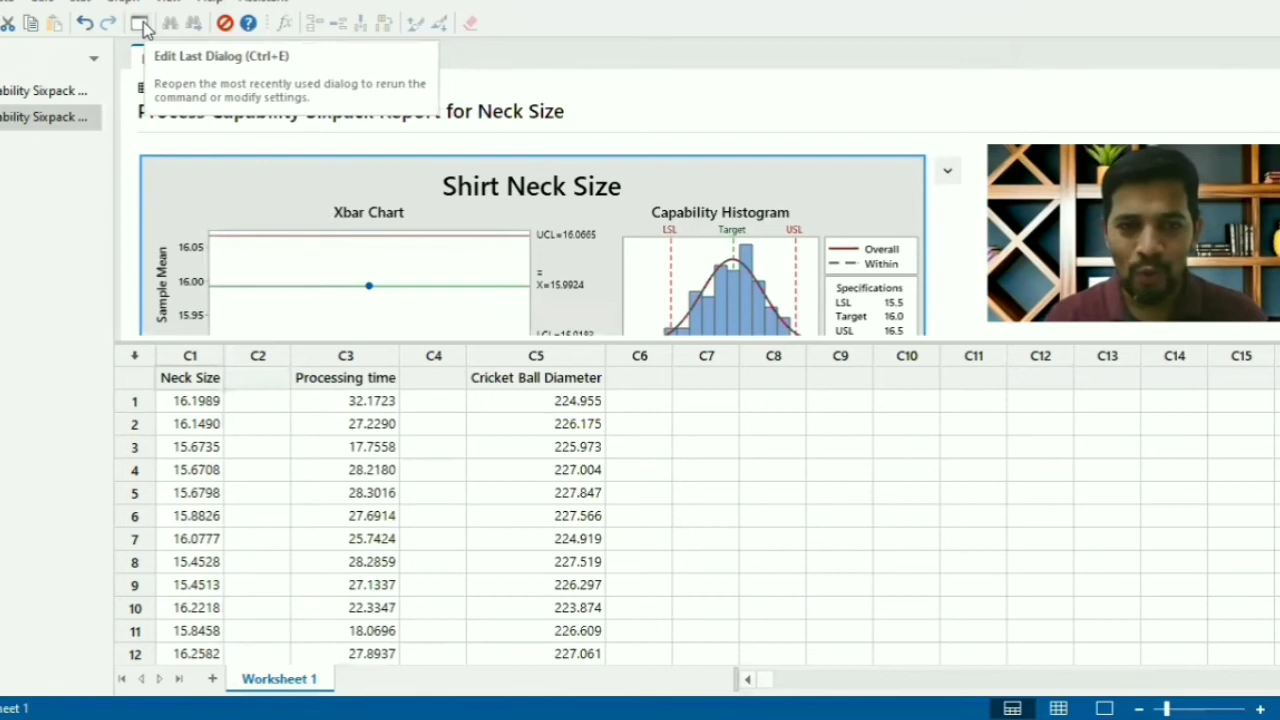 Edit Last Dialog (Ctrl+E)
Reopen the most recently used dialog to rerun the
command or modify settings.
ability Sixpack ...
ability Sixpack ...
Process Capability Sixpack Report for Neck Size
Shirt Neck Size
Xbar Chart
Capability Histogram
UCL=16.0665
LSL Target USL
16.05
Overall
Within
Sample Mean
16.00
X=15.9924
Specifications
LSL 15.5
Target 16.0
USL 16.5
15.95
C1 C2 C3 C4 C5 C6 C7 C8 C9 C10 C11 C12 C13 C14 C15
Neck Size Processing time Cricket Ball Diameter
1 16.1989 32.1723 224.955
2 16.1490 27.2290 226.175
3 15.6735 17.7558 225.973
4 15.6708 28.2180 227.004
5 15.6798 28.3016 227.847
6 15.8826 27.6914 227.566
7 16.0777 25.7424 224.919
8 15.4528 28.2859 227.519
9 15.4513 27.1337 226.297
10 16.2218 22.3347 223.874
11 15.8458 18.0696 226.609
12 16.2582 27.8937 227.061
Worksheet 1
eet 1